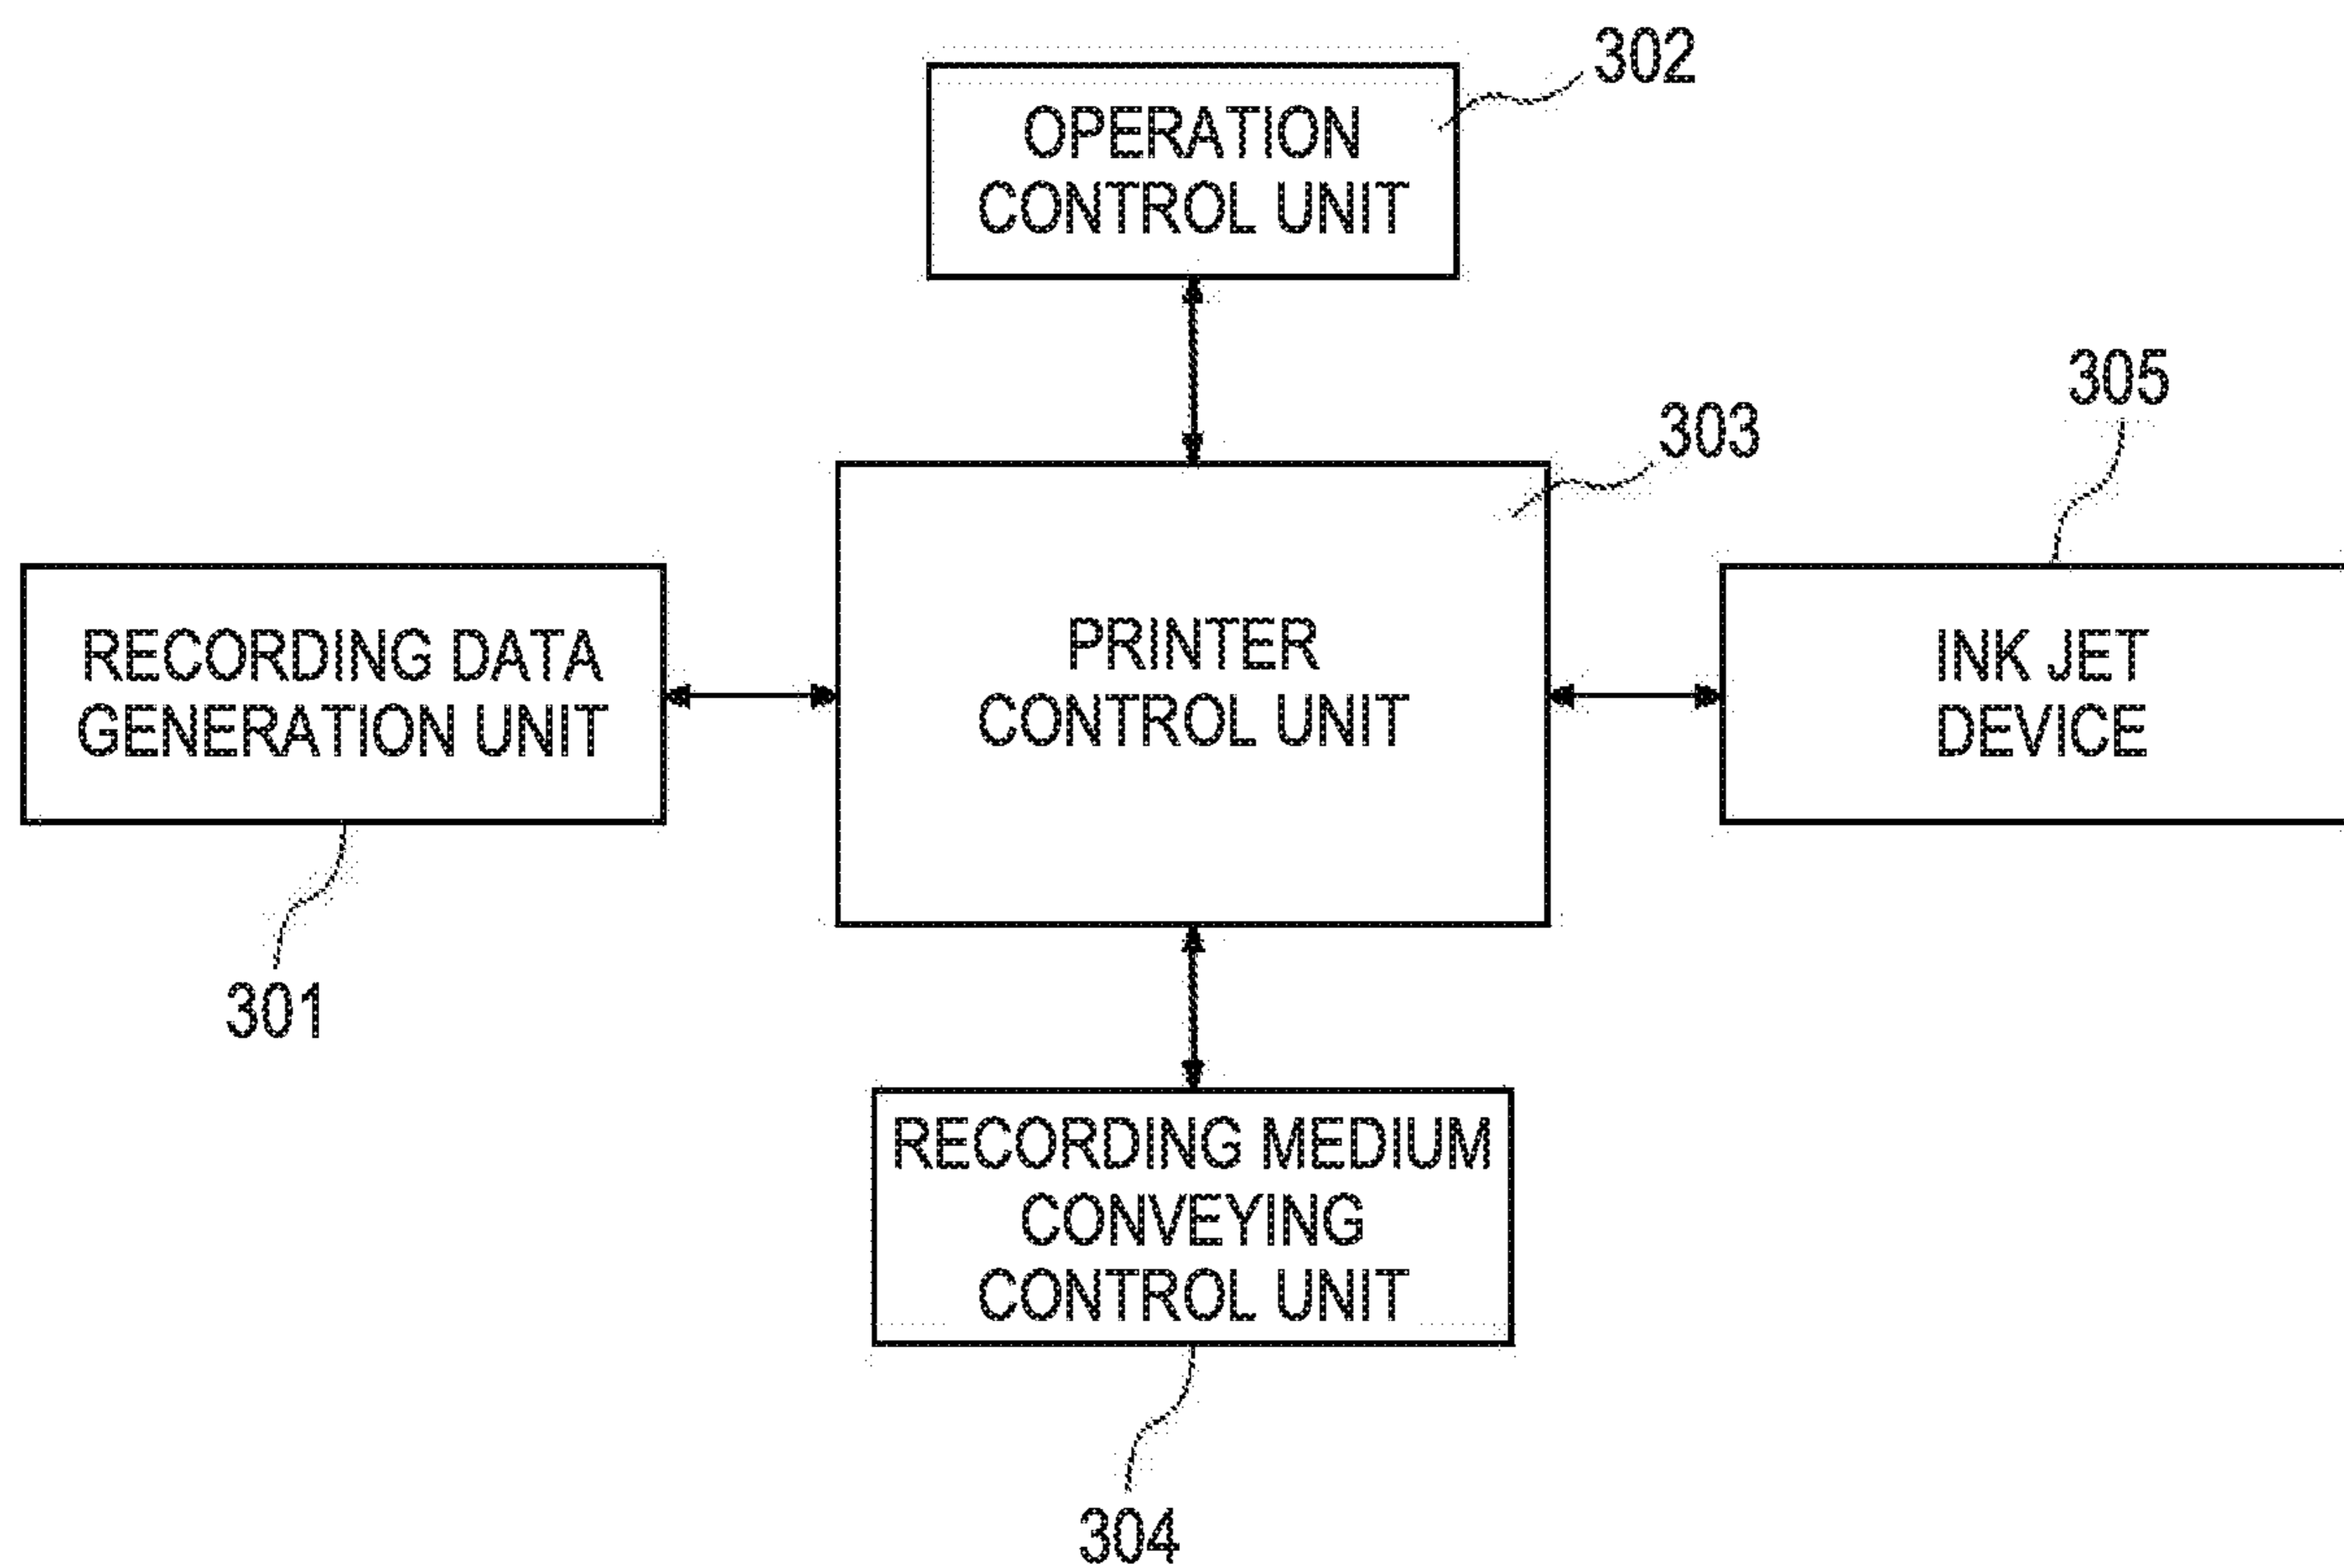 302
OPERATION
CONTROL UNIT
305
303
RECORDING DATA
GENERATION UNIT
PRINTER
CONTROL UNIT
INK JET
DEVICE
301
RECORDING MEDIUM
CONVEYING
CONTROL UNIT
304